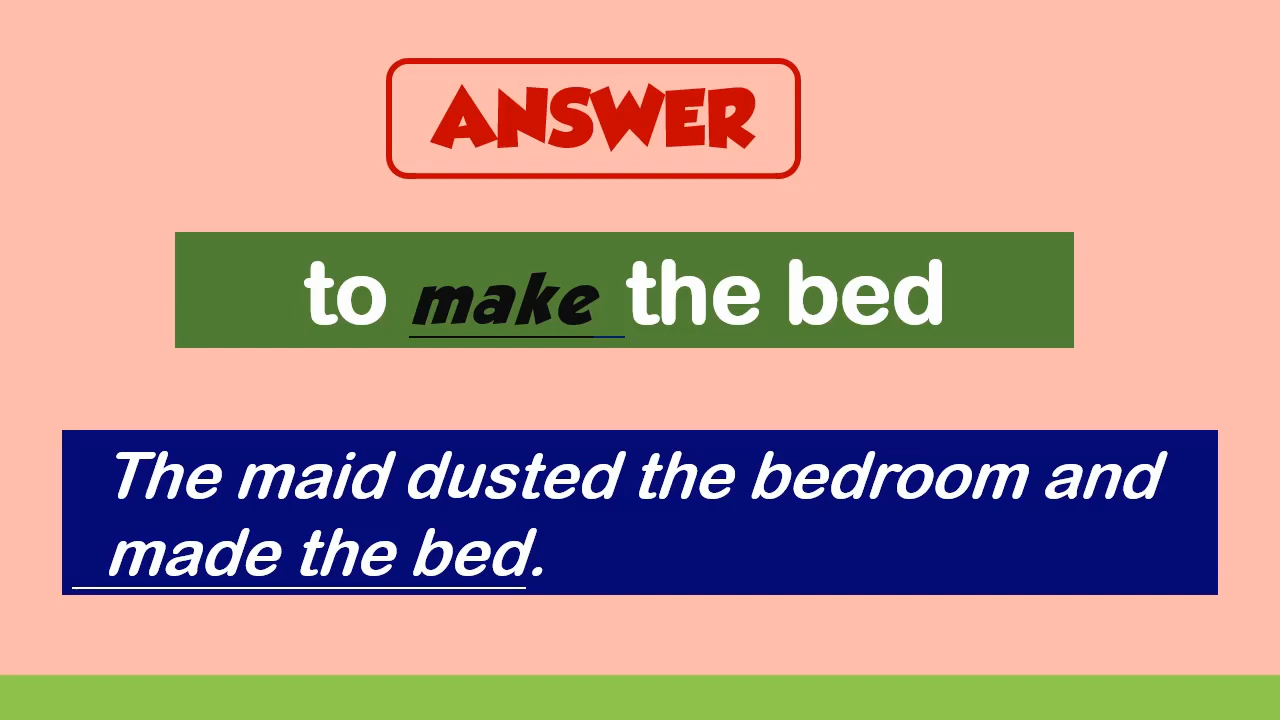 ANSWER
to make the bed
The maid dusted the bedroom and
made the bed.